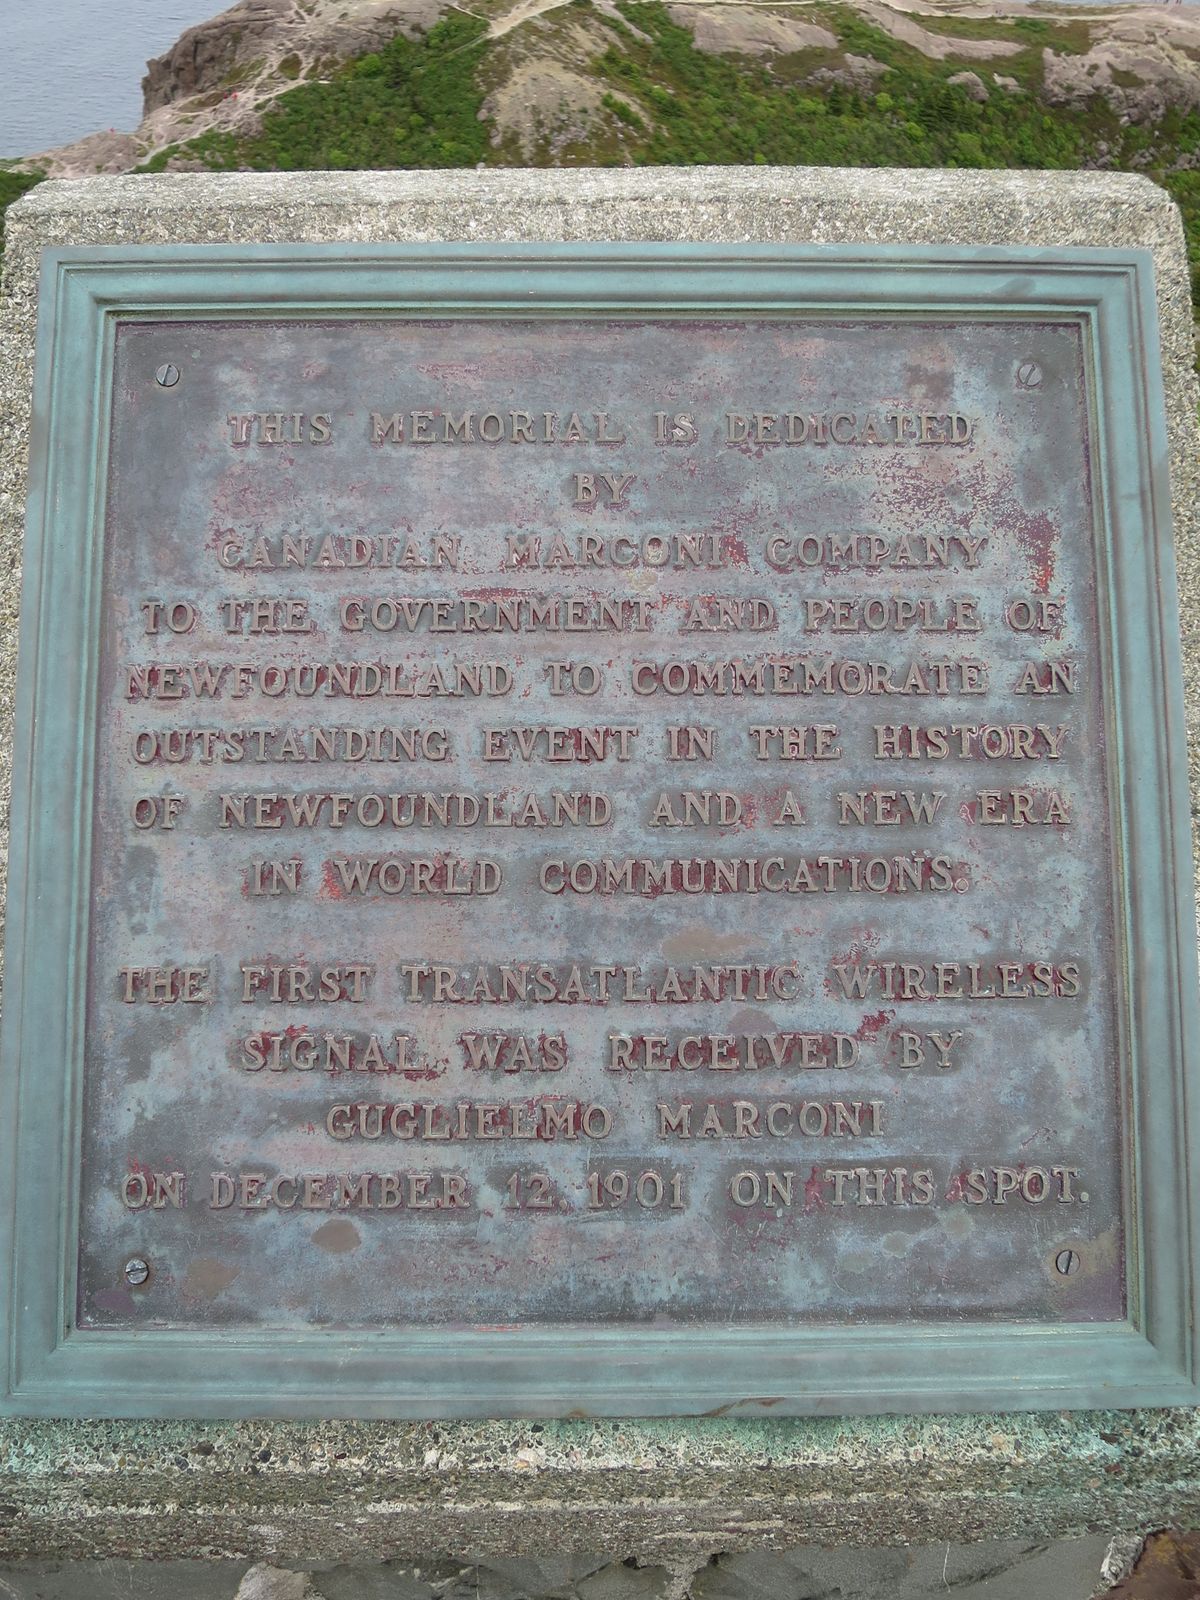 THIS MEMORIAL IS DEDICATED
BY
CANADIAN MARCONI COMPANY
TO THE GOVERNMENT AND PEOPLE OF
NEWFOUNDLAND TO COMMEMORATE AN
OUTSTANDING EVENT IN THE HISTORY
OF NEWFOUNDLAND AND A NEW ERA
IN WORLD COMMUNICATIONS.
THE FIRST TRANSATLANTIC WIRELESS
SIGNAL WAS RECEIVED BY
GUGLIELMO MARCONI
ON DECEMBER 12, 1901 ON THIS SPOT.